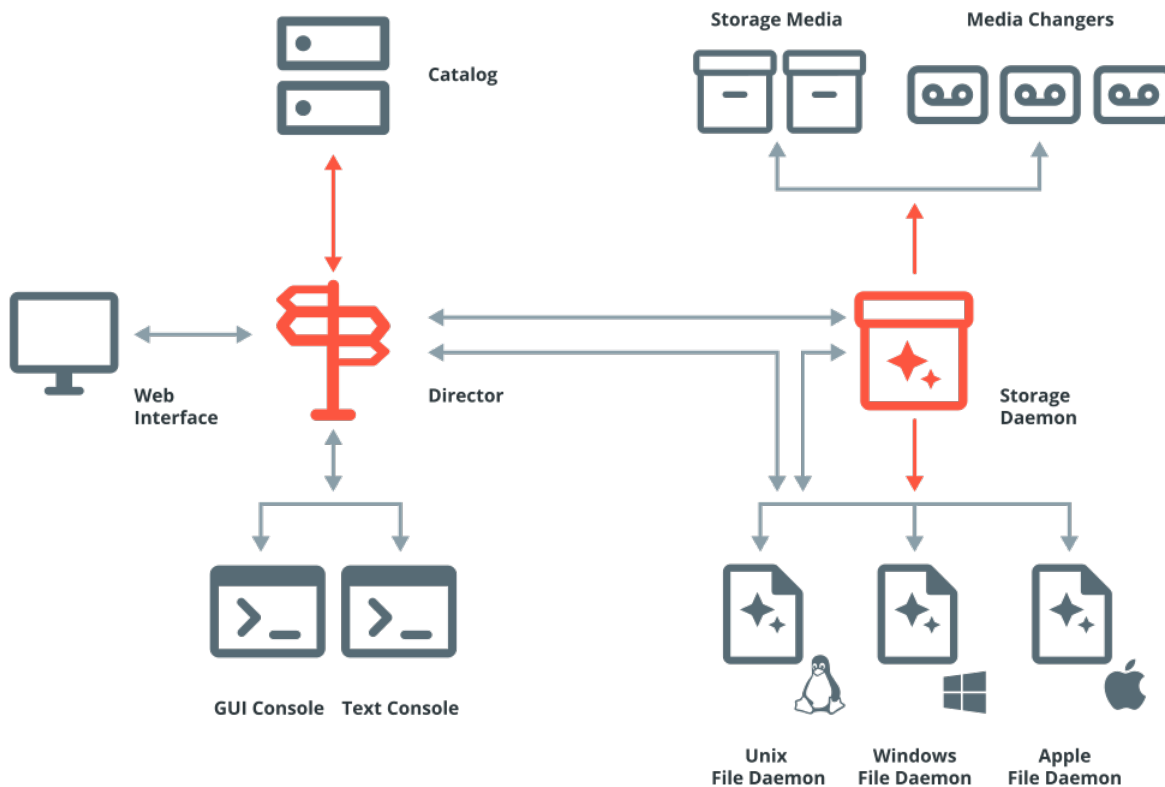 Storage Media
Media Changers
Catalog
Web
Interface
Director
Storage
Daemon
GUI Console
Text Console
Unix
File Daemon
Windows
File Daemon
Apple
File Daemon